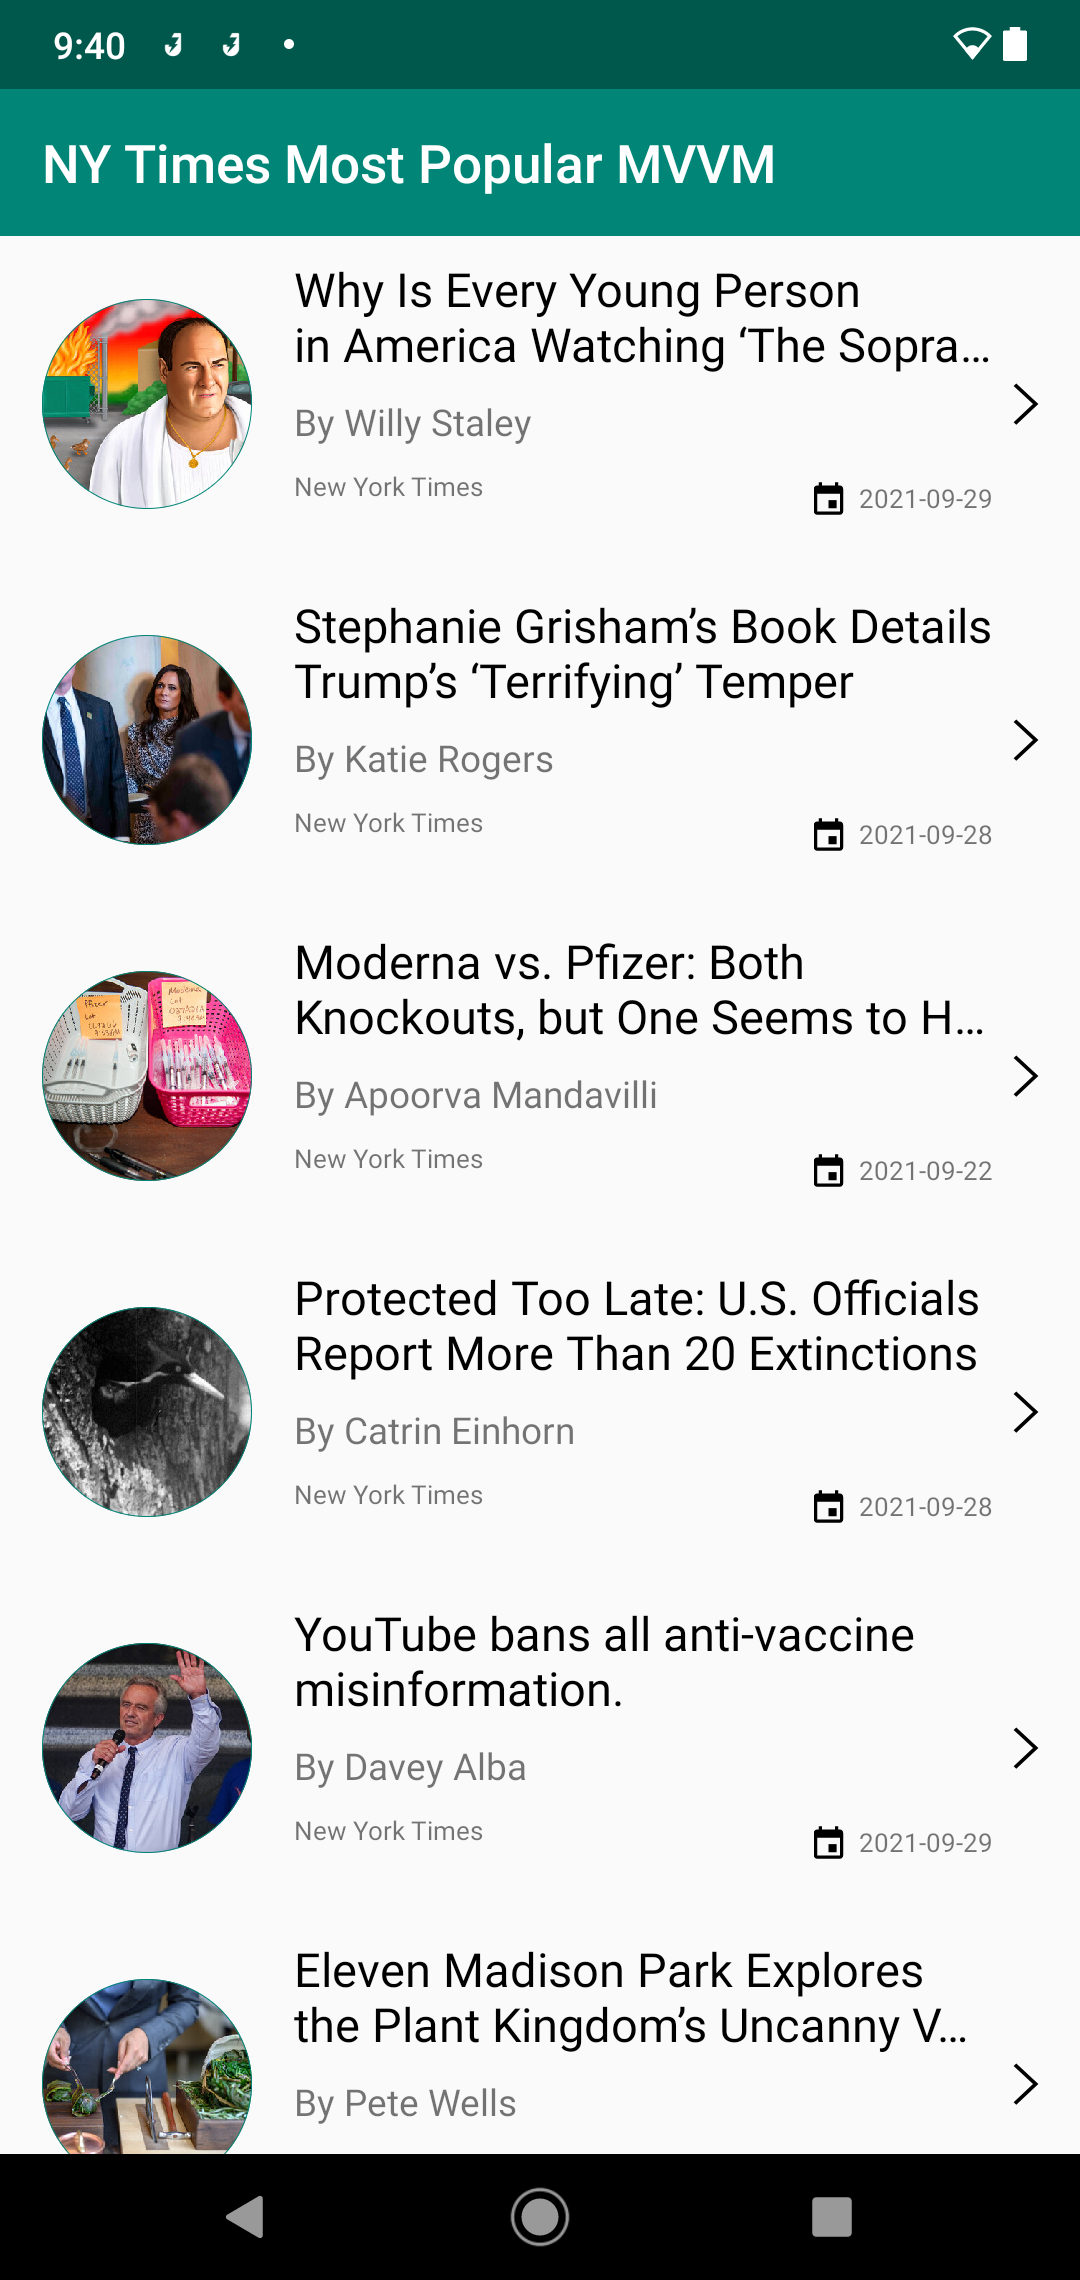 9:40
NY Times Most Popular MVVM
Why Is Every Young Person
in America Watching ‘The Sopra...
By Willy Staley
New York Times
2021-09-29
Stephanie Grisham’s Book Details
Trump’s ‘Terrifying’ Temper
By Katie Rogers
New York Times
2021-09-28
Moderna vs. Pfizer: Both
Knockouts, but One Seems to H...
By Apoorva Mandavilli
New York Times
2021-09-22
Pfizer
Lot
Moderna
Lot
Protected Too Late: U.S. Officials
Report More Than 20 Extinctions
By Catrin Einhorn
New York Times
2021-09-28
YouTube bans all anti-vaccine
misinformation.
By Davey Alba
New York Times
2021-09-29
Eleven Madison Park Explores
the Plant Kingdom’s Uncanny V...
By Pete Wells